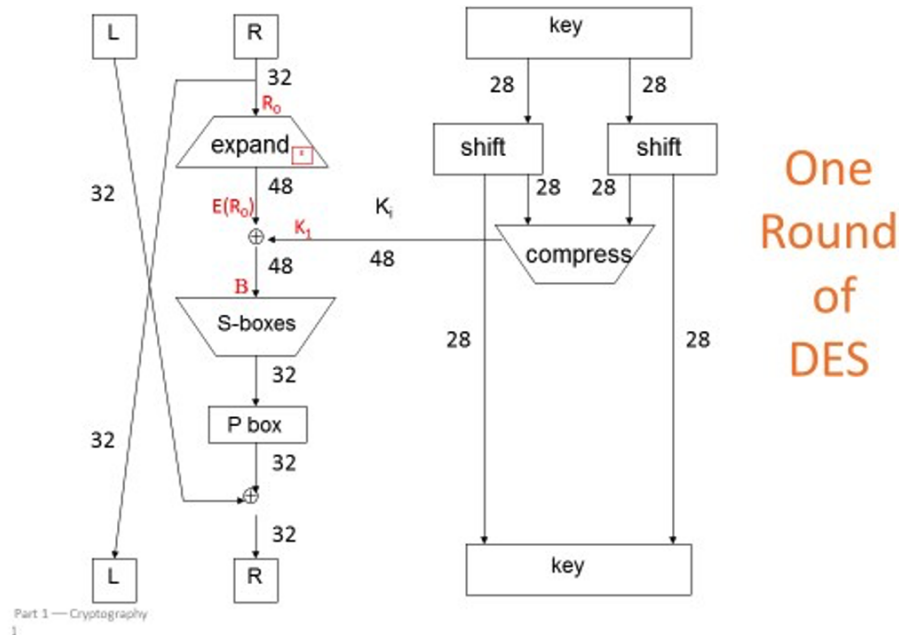 L
R
key
32
28
28
R₀
expand
shift
shift
48
28
28
32
E(R₀)
Kᵢ
K₁
48
compress
48
B
S-boxes
28
28
32
P box
32
32
32
L
R
key
One
Round
of
DES
Part 1 — Cryptography
1